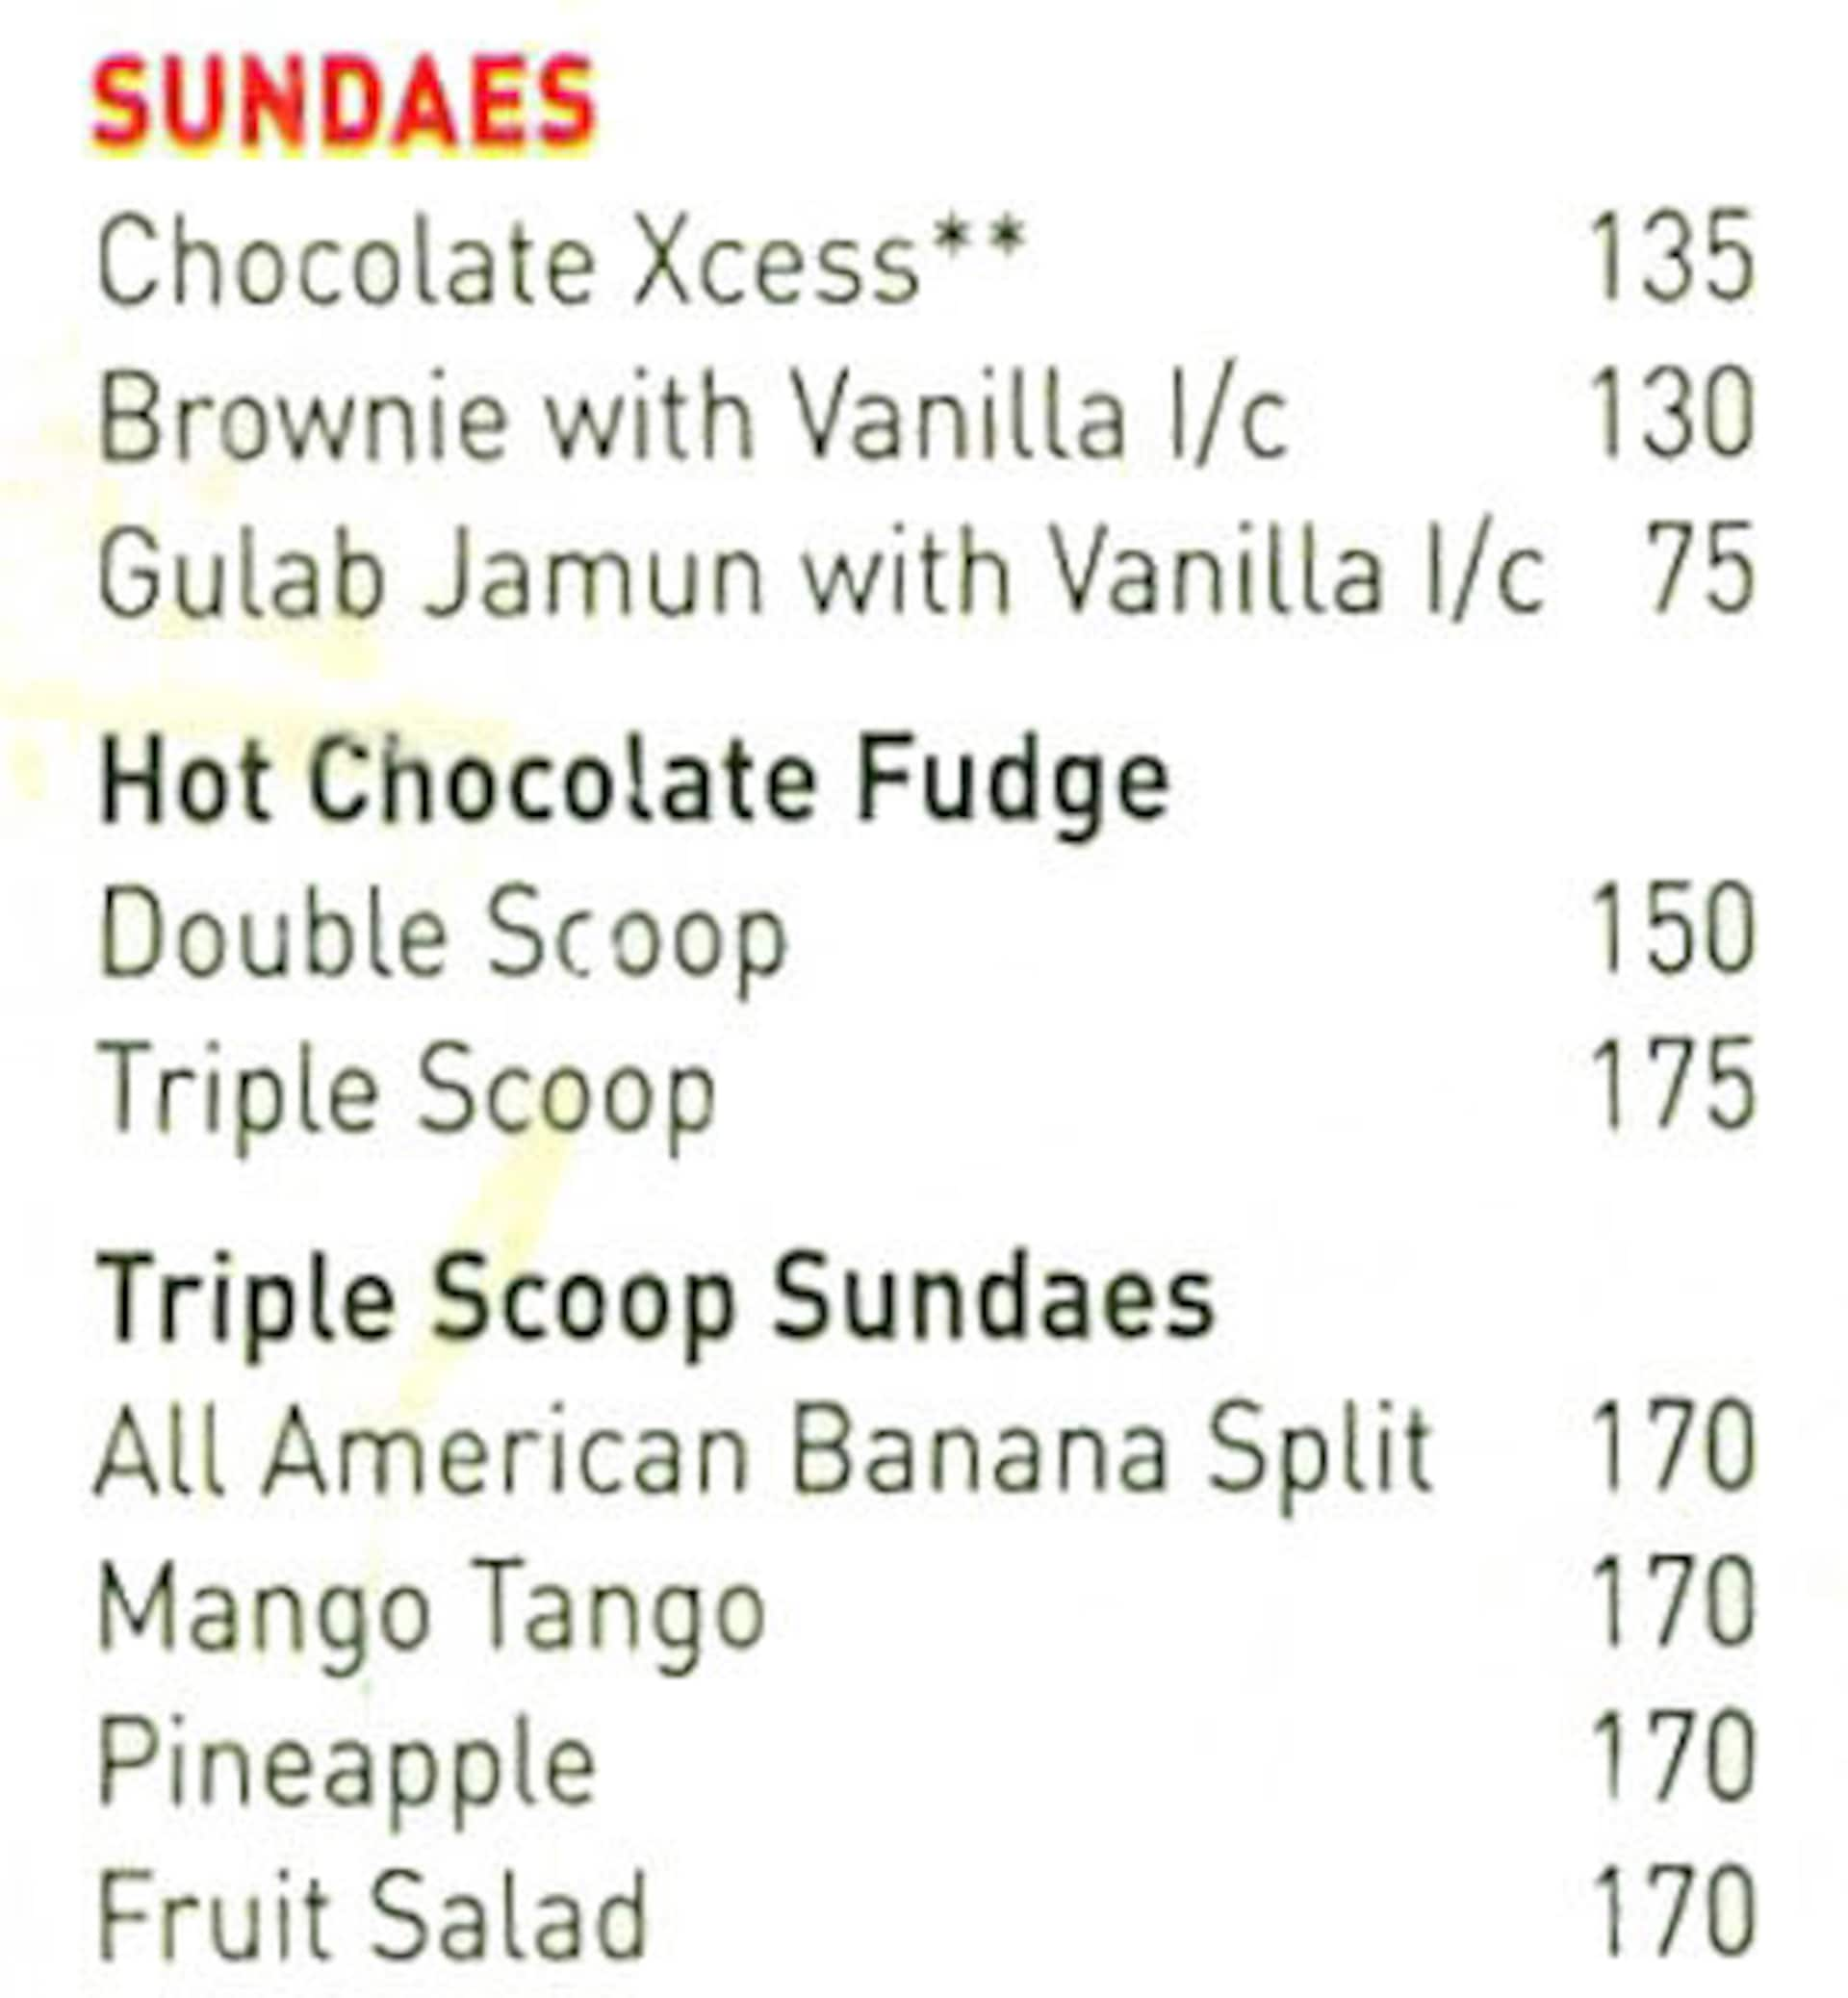 SUNDAES
Chocolate Xcess** 135
Brownie with Vanilla I/c 130
Gulab Jamun with Vanilla I/c 75
Hot Chocolate Fudge
Double Scoop 150
Triple Scoop 175
Triple Scoop Sundaes
All American Banana Split 170
Mango Tango 170
Pineapple 170
Fruit Salad 170